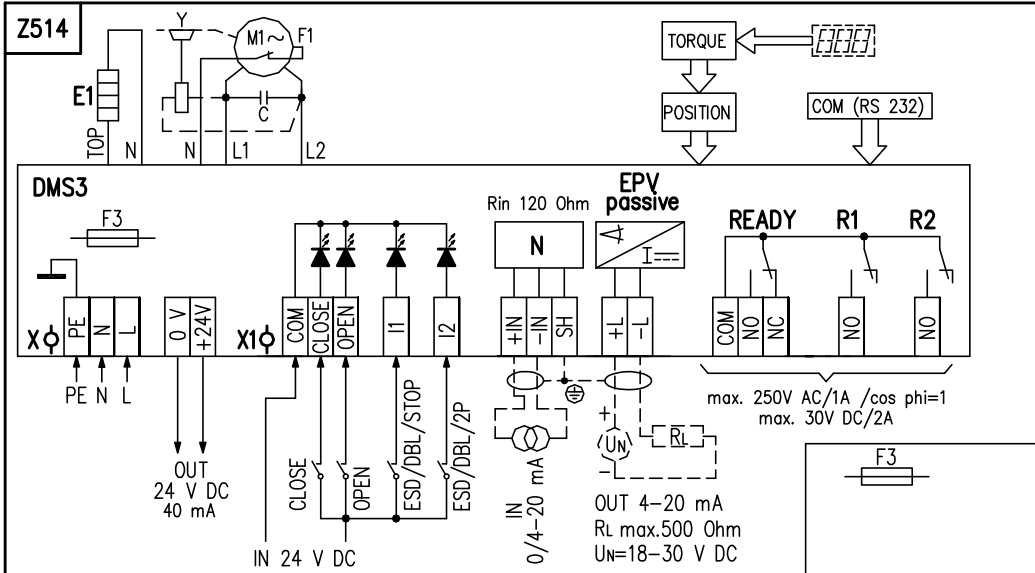 Z514
Y
M1~
F1
E1
C
TOP
N
N
L1
L2
TORQUE
POSITION
COM (RS 232)
DMS3
F3
Rin 120 Ohm
N
EPV
passive
I
READY
R1
R2
X
PE
N
L
0 V
+24V
X1
COM
CLOSE
OPEN
I1
I2
+IN
-IN
SH
+L
-L
COM
NO
NC
NO
NO
PE N L
OUT
24 V DC
40 mA
CLOSE
OPEN
ESD/DBL/STOP
ESD/DBL/2P
IN 24 V DC
IN
0/4-20 mA
+
UN
-
RL
OUT 4-20 mA
RL max.500 Ohm
UN=18-30 V DC
max. 250V AC/1A /cos phi=1
max. 30V DC/2A
F3